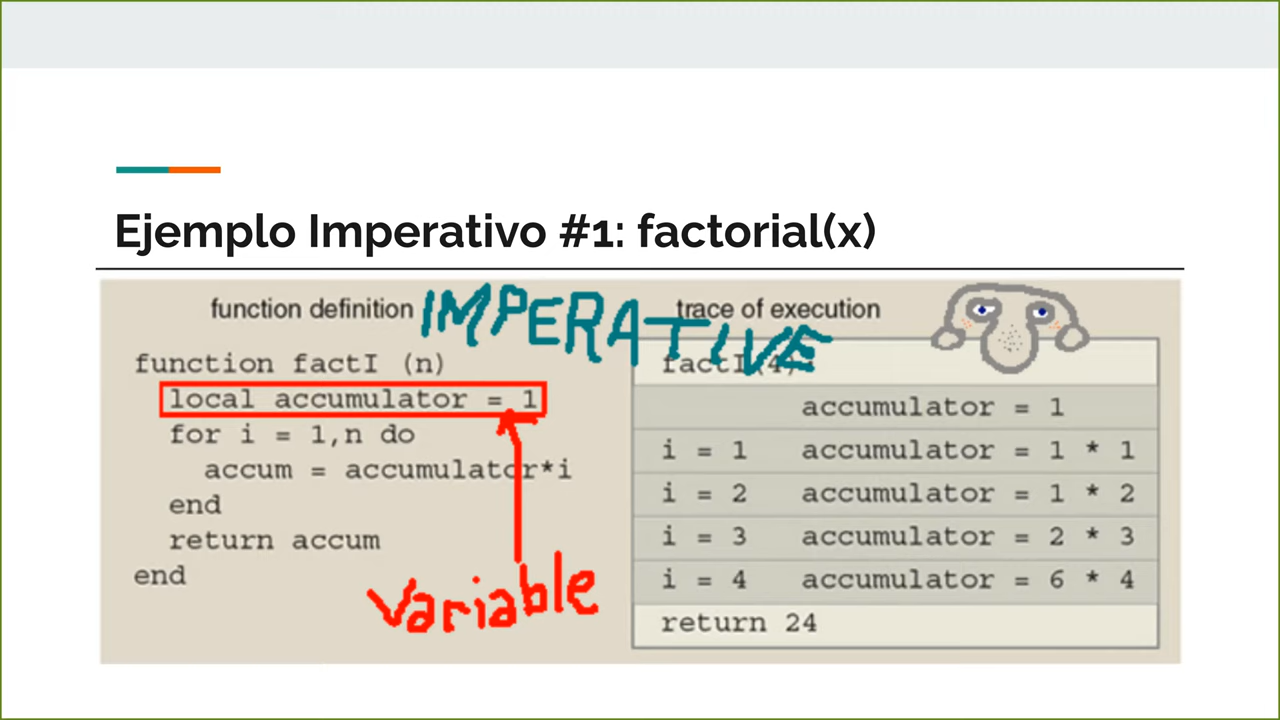 Ejemplo Imperativo #1: factorial(x)
function definition
IMPERATIVE
function factI (n)
local accumulator = 1
for i = 1,n do
accum = accumulator*i
end
return accum
end
variable
trace of execution
factI(4)
accumulator = 1
i = 1 accumulator = 1 * 1
i = 2 accumulator = 1 * 2
i = 3 accumulator = 2 * 3
i = 4 accumulator = 6 * 4
return 24